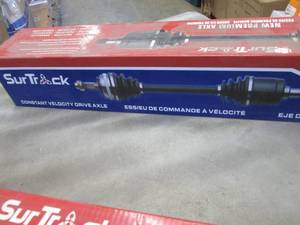 NEW PREMIUM AXLE
SurTrack
SurTrack
CONSTANT VELOCITY DRIVE AXLE
ESSIEU DE COMMANDE À VÉLOCITÉ
EJE D
SurTrack